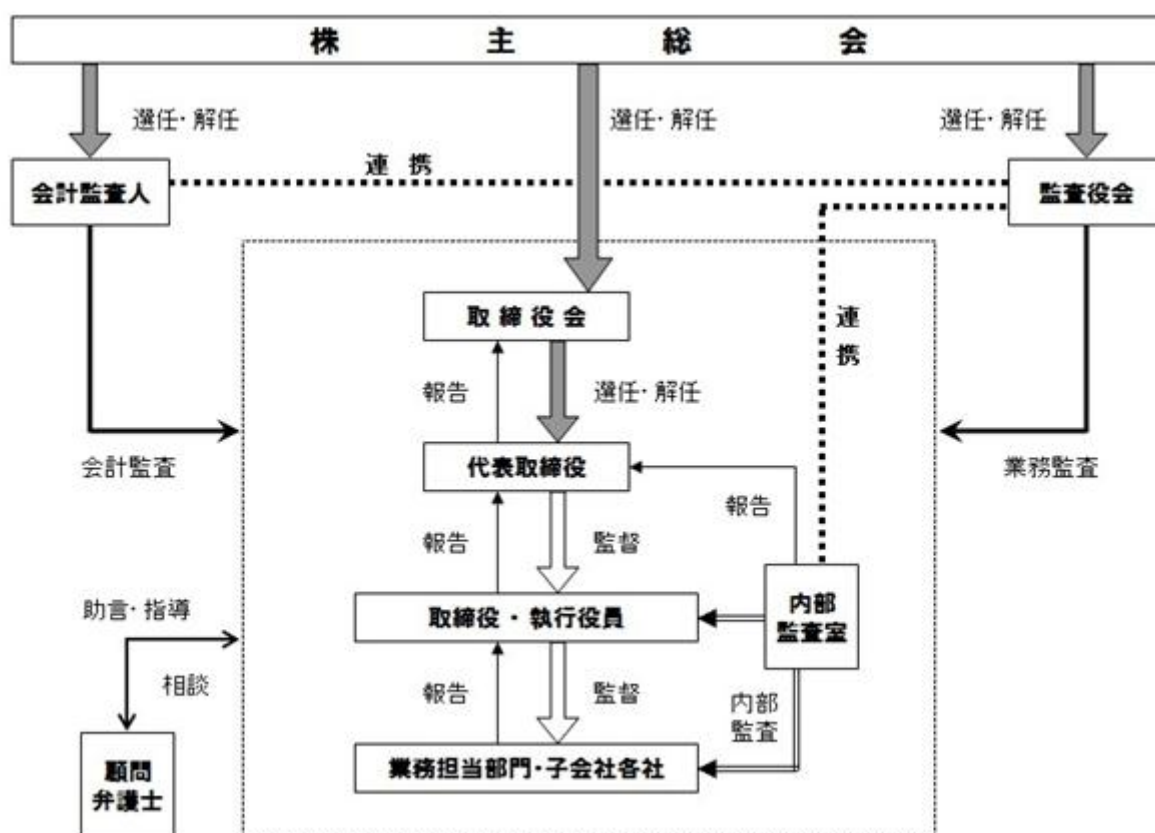 株主総会
選任・解任
選任・解任
選任・解任
連携
会計監査人
監査役会
取締役会
連
携
報告
選任・解任
会計監査
代表取締役
業務監査
報告
報告
監督
助言・指導
取締役・執行役員
内部
監査室
相談
報告
監督
内部
監査
顧問
弁護士
業務担当部門・子会社各社